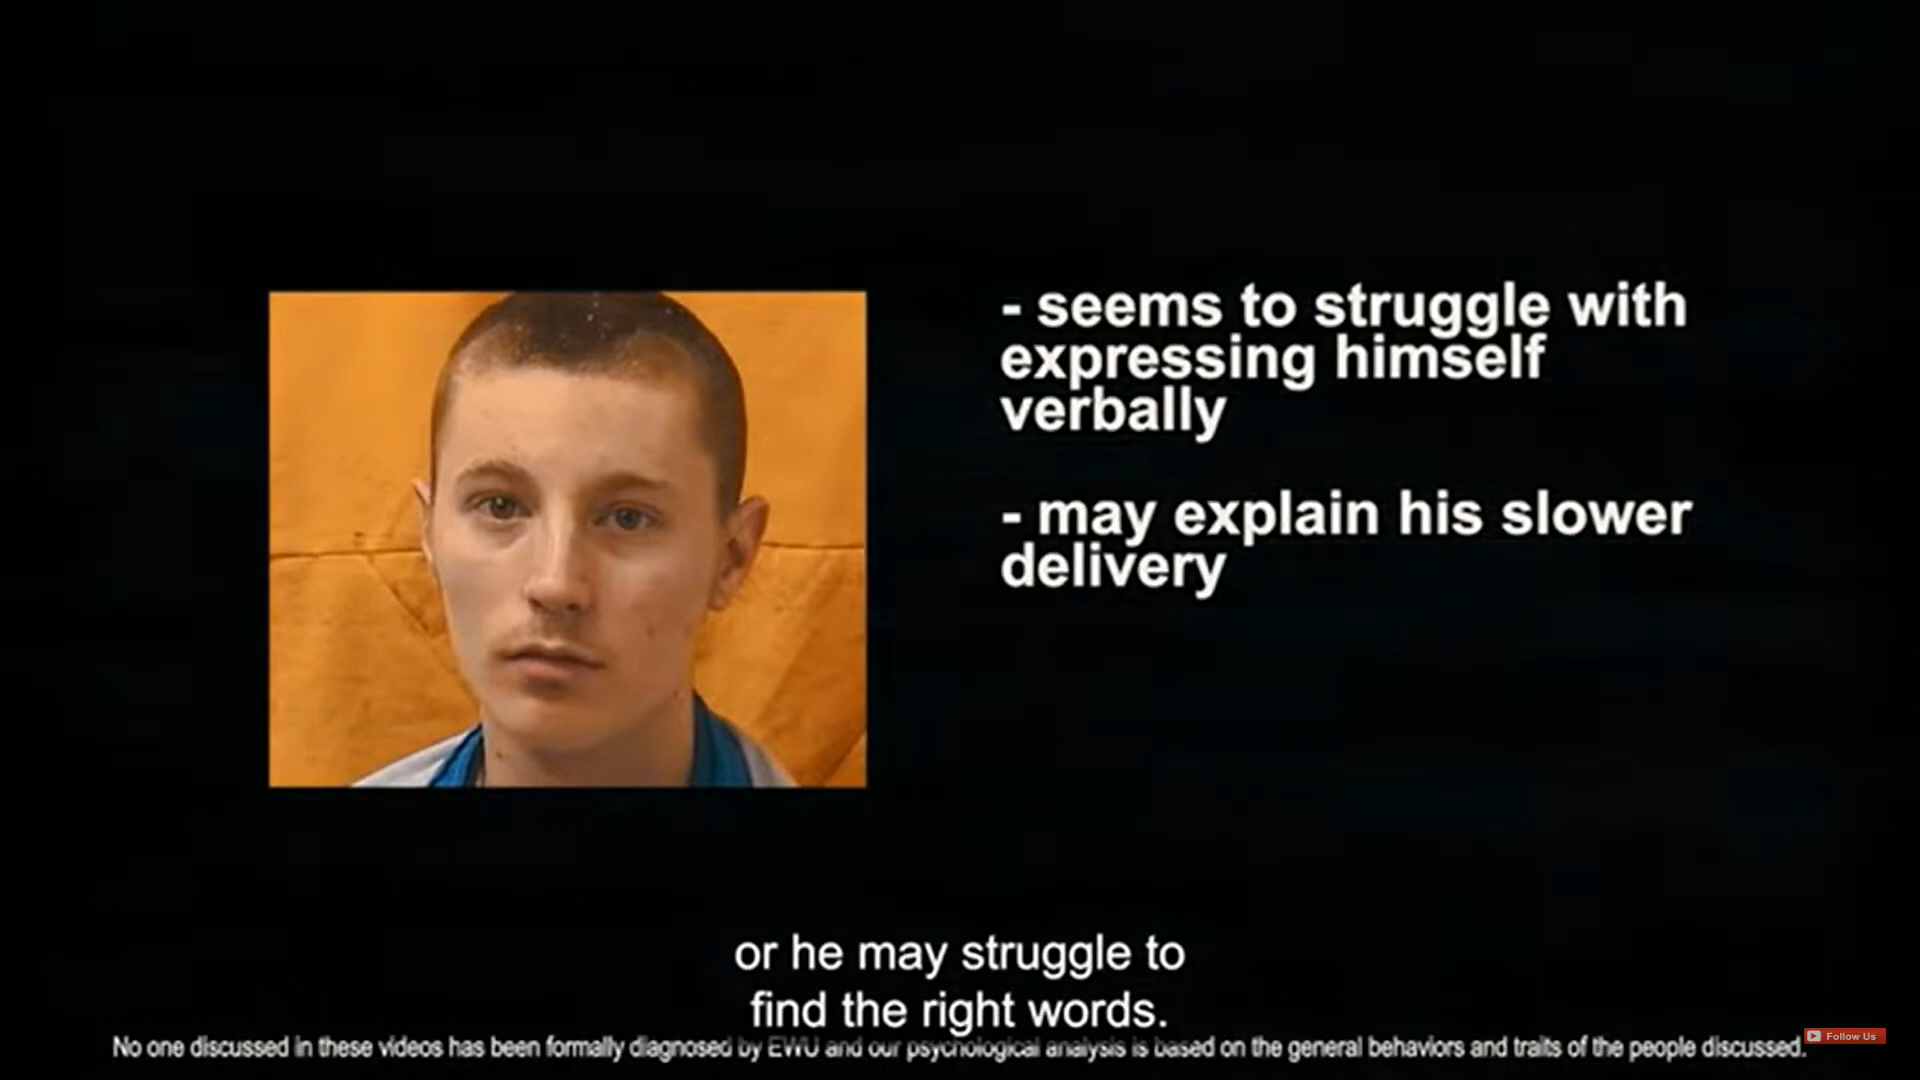 - seems to struggle with
expressing himself
verbally
- may explain his slower
delivery
or he may struggle to
find the right words.
No one discussed in these videos has been formally diagnosed by EWU and our psychological analysis is based on the general behaviors and traits of the people discussed.
Follow Us